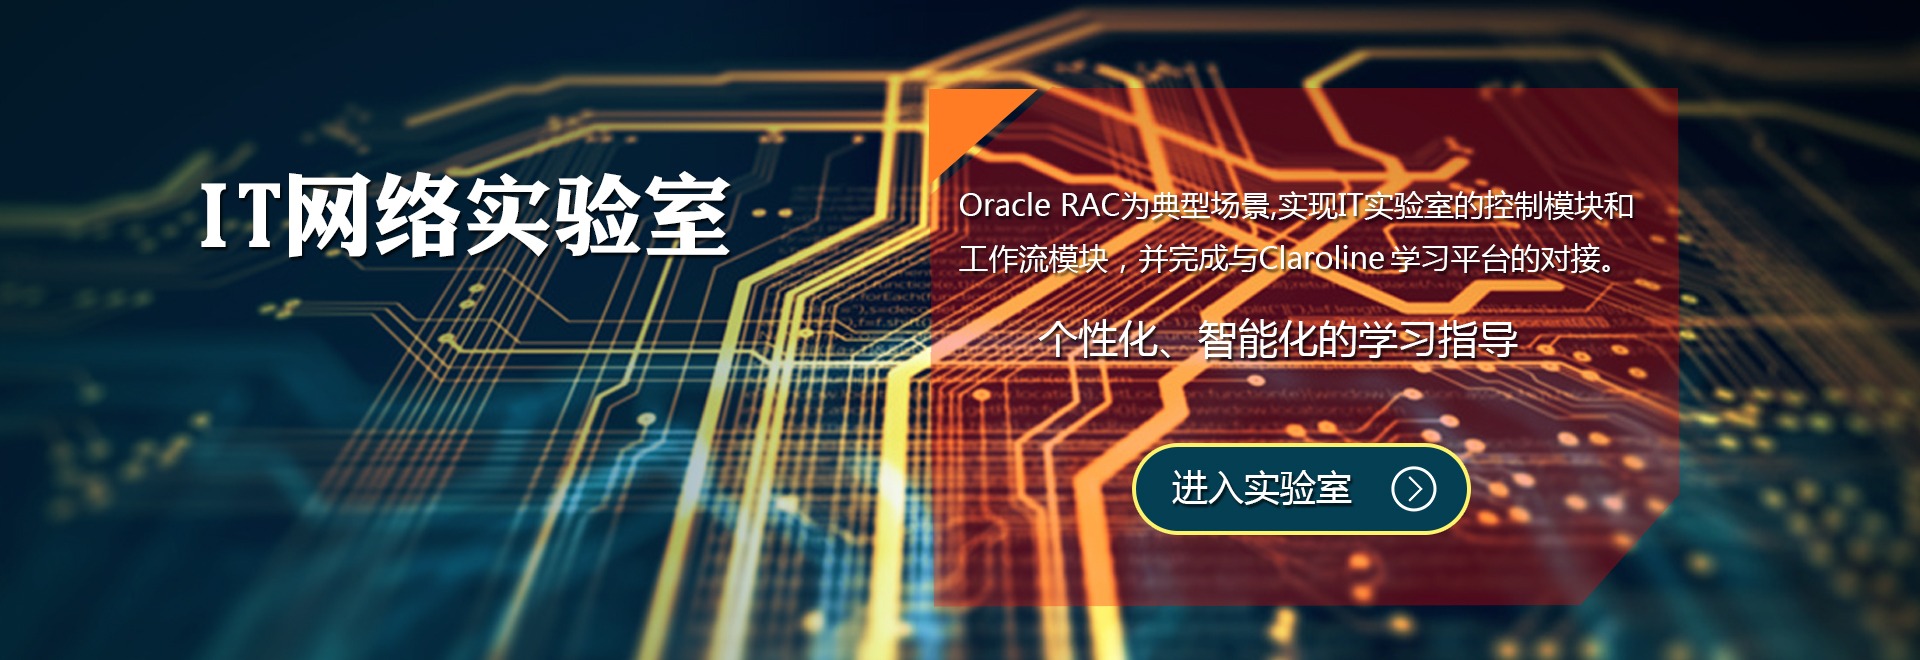 IT网络实验室
Oracle RAC为典型场景,实现IT实验室的控制模块和
工作流模块，并完成与Claroline 学习平台的对接。
个性化、智能化的学习指导
进入实验室